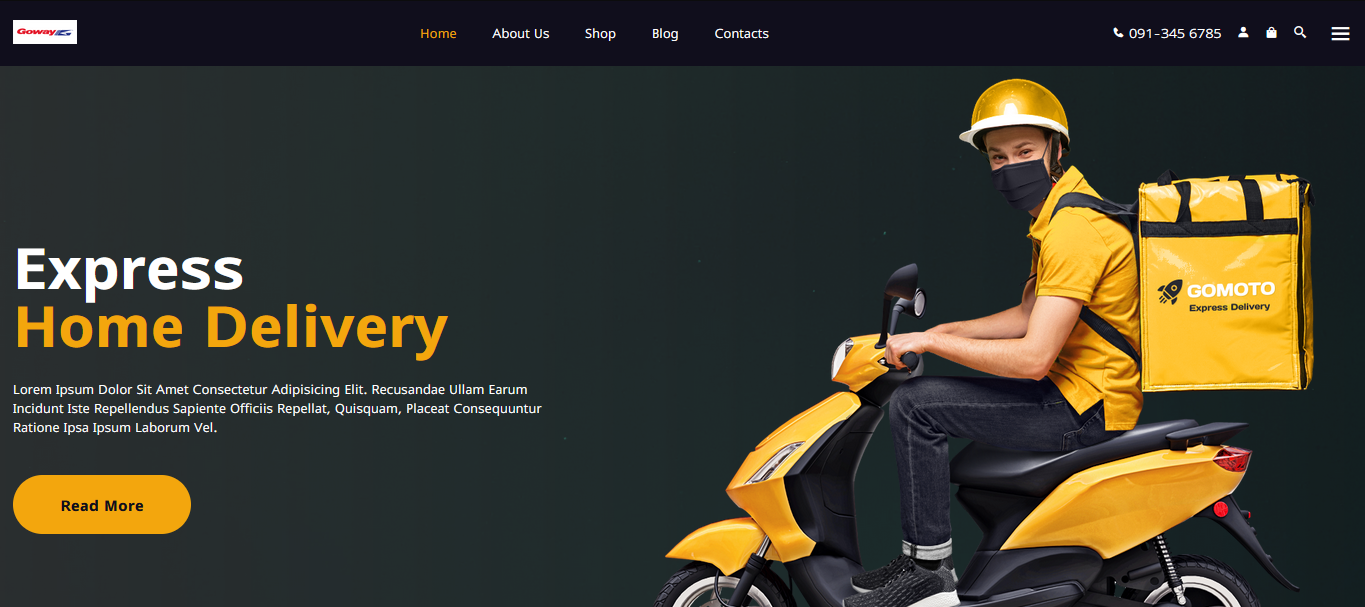 Goway
Home
About Us
Shop
Blog
Contacts
091-345 6785
Express
Home Delivery
Lorem Ipsum Dolor Sit Amet Consectetur Adipisicing Elit. Recusandae Ullam Earum
Incidunt Iste Repellendus Sapiente Officiis Repellat, Quisquam, Placeat Consequuntur
Ratione Ipsa Ipsum Laborum Vel.
Read More
GOMOTO
Express Delivery